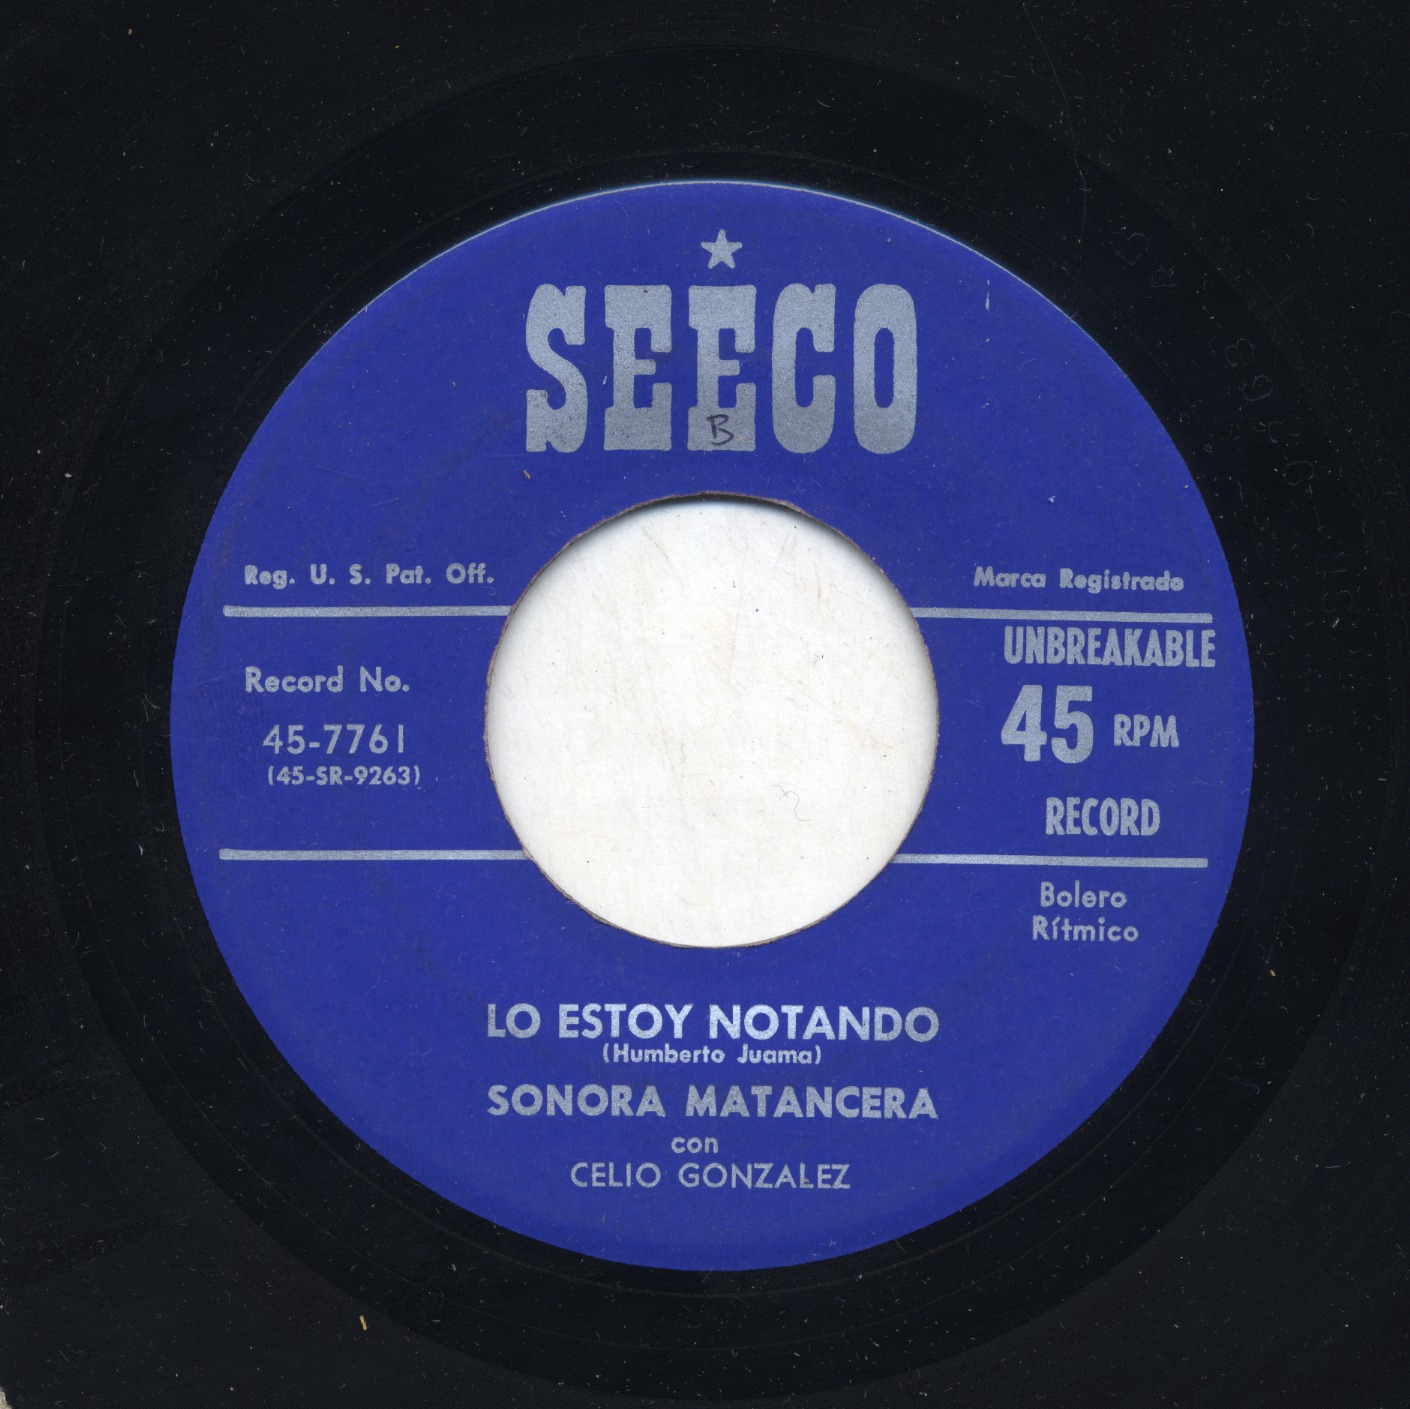 SEECO
B
Reg. U. S. Pat. Off.
Marca Registrada
UNBREAKABLE
Record No.
45 RPM
45-7761
(45-SR-9263)
RECORD
Bolero
Rítmico
LO ESTOY NOTANDO
(Humberto Juama)
SONORA MATANCERA
con
CELIO GONZALEZ